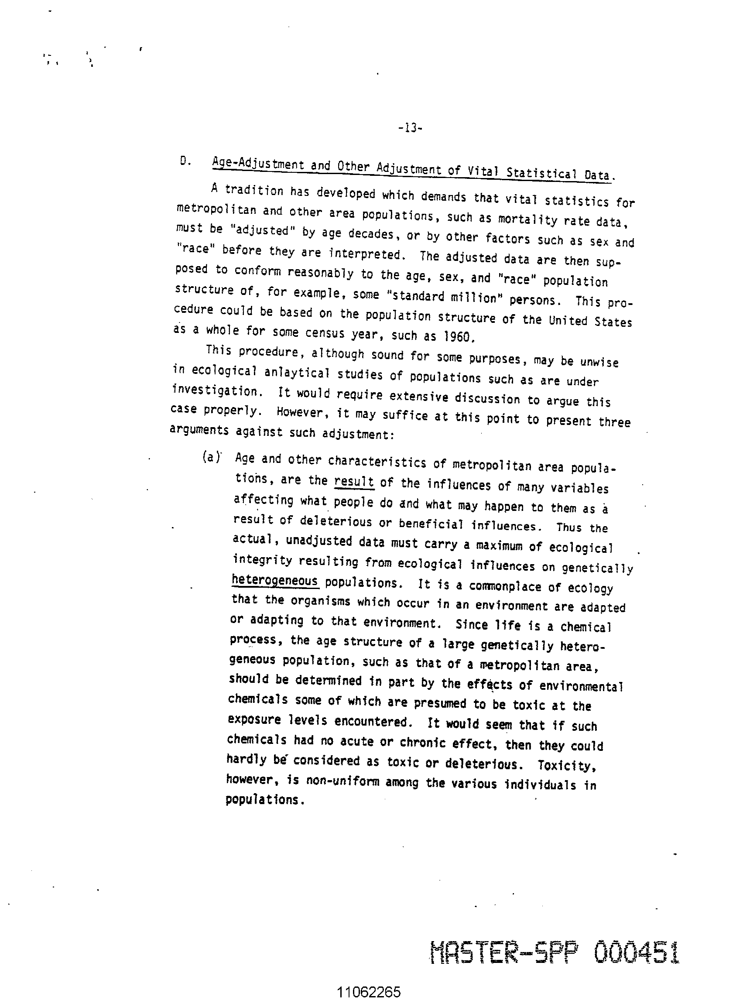 -13-
D. Age-Adjustment and Other Adjustment of Vital Statistical Data.
A tradition has developed which demands that vital statistics for
metropolitan and other area populations, such as mortality rate data,
must be "adjusted" by age decades, or by other factors such as sex and
"race" before they are interpreted. The adjusted data are then sup-
posed to conform reasonably to the age, sex, and "race" population
structure of, for example, some "standard million" persons. This pro-
cedure could be based on the population structure of the United States
as a whole for some census year, such as 1960.
This procedure, although sound for some purposes, may be unwise
in ecological anlaytical studies of populations such as are under
investigation. It would require extensive discussion to argue this
case properly. However, it may suffice at this point to present three
arguments against such adjustment:
(a) Age and other characteristics of metropolitan area popula-
tions, are the result of the influences of many variables
affecting what people do and what may happen to them as a
result of deleterious or beneficial influences. Thus the
actual, unadjusted data must carry a maximum of ecological
integrity resulting from ecological influences on genetically
heterogeneous populations. It is a commonplace of ecology
that the organisms which occur in an environment are adapted
or adapting to that environment. Since life is a chemical
process, the age structure of a large genetically hetero-
geneous population, such as that of a metropolitan area,
should be determined in part by the effects of environmental
chemicals some of which are presumed to be toxic at the
exposure levels encountered. It would seem that if such
chemicals had no acute or chronic effect, then they could
hardly be considered as toxic or deleterious. Toxicity,
however, is non-uniform among the various individuals in
populations.
MASTER-SPP 000451
11062265